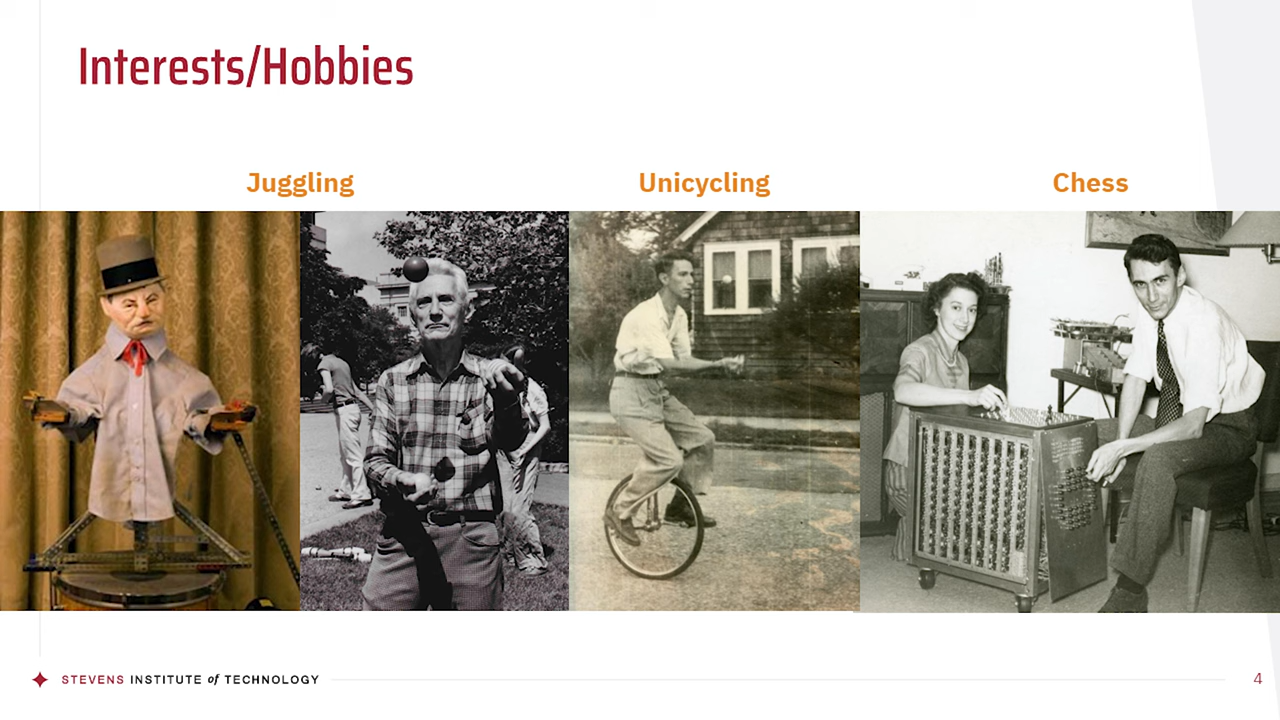 Interests/Hobbies
Juggling
Unicycling
Chess
STEVENS INSTITUTE of TECHNOLOGY
4